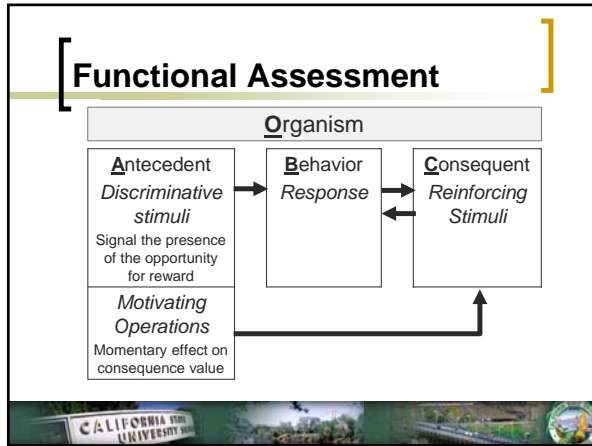 Functional Assessment
Organism
Antecedent
Discriminative
stimuli
Signal the presence
of the opportunity
for reward
Behavior
Response
Consequent
Reinforcing
Stimuli
Motivating
Operations
Momentary effect on
consequence value
CALIFORNIA STATE
UNIVERSITY